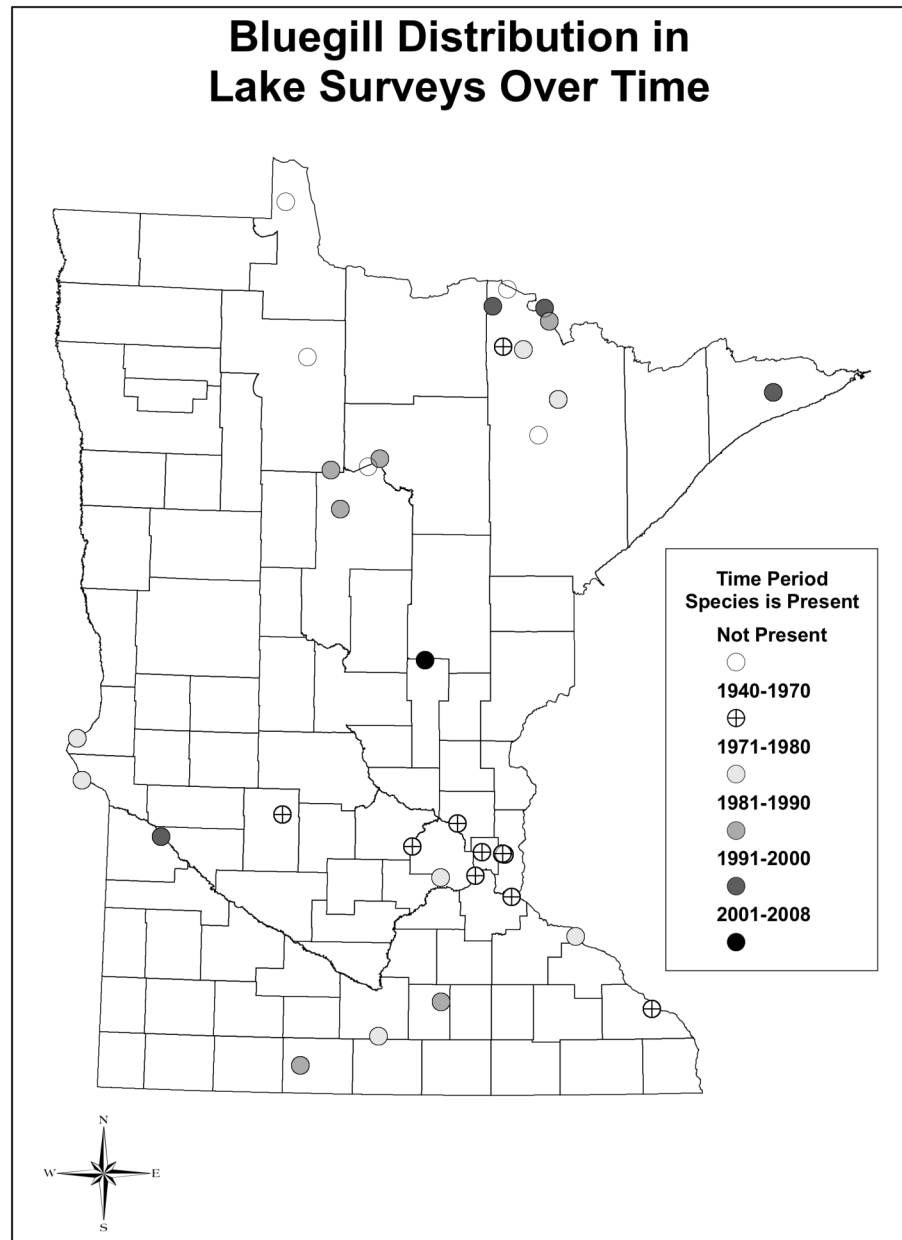 Bluegill Distribution in
Lake Surveys Over Time
Time Period
Species is Present
Not Present
1940-1970
1971-1980
1981-1990
1991-2000
2001-2008
N
W
E
S